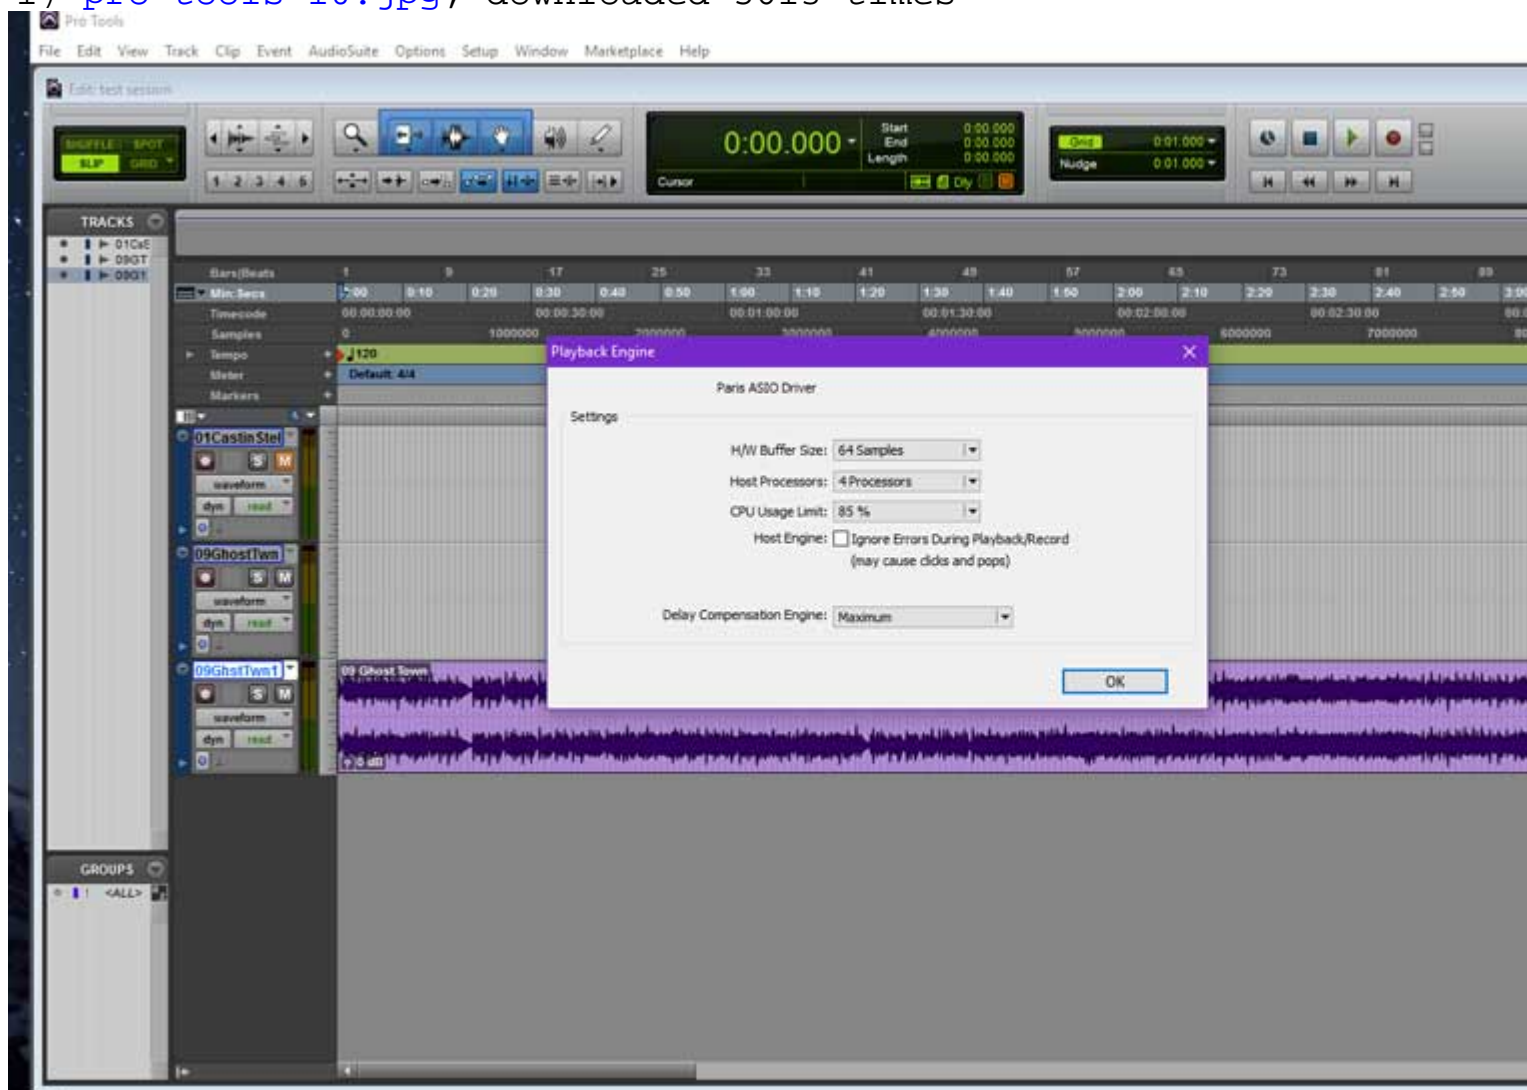 Pro Tools
File Edit View Track Clip Event AudioSuite Options Setup Window Marketplace Help
Edit: test session
SHUFFLE SPOT
SLIP GRID
1 2 3 4 5
0:00.000
Start 0:00.000
End 0:00.000
Length 0:00.000
Cursor
Dly
Grid 0:01.000
Nudge 0:01.000
TRACKS
09GT
Bars|Beats 1 9 17 25 33 41 49 57 65 73 81 89
Min:Secs 0:10 0:20 0:30 0:40 0:50 1:00 1:10 1:20 1:30 1:40 1:50 2:00 2:10 2:20 2:30 2:40 2:50
Timecode 00:00:00:00 00:00:30:00 00:01:00:00 00:01:30:00 00:02:00:00 00:02:30:00
Samples 0 1000000 2000000 3000000 4000000 5000000 6000000 7000000
Tempo 120
Meter Default: 4/4
Markers
Playback Engine
Paris ASIO Driver
Settings
H/W Buffer Size: 64 Samples
Host Processors: 4 Processors
CPU Usage Limit: 85 %
Host Engine: Ignore Errors During Playback/Record
(may cause clicks and pops)
Delay Compensation Engine: Maximum
OK
01CastinStel
S M
waveform
dyn read
09GhostTwn
S M
waveform
dyn read
09GhstTwn1
S M
waveform
dyn read
09 Ghost Town
0 dB
GROUPS
! <ALL>